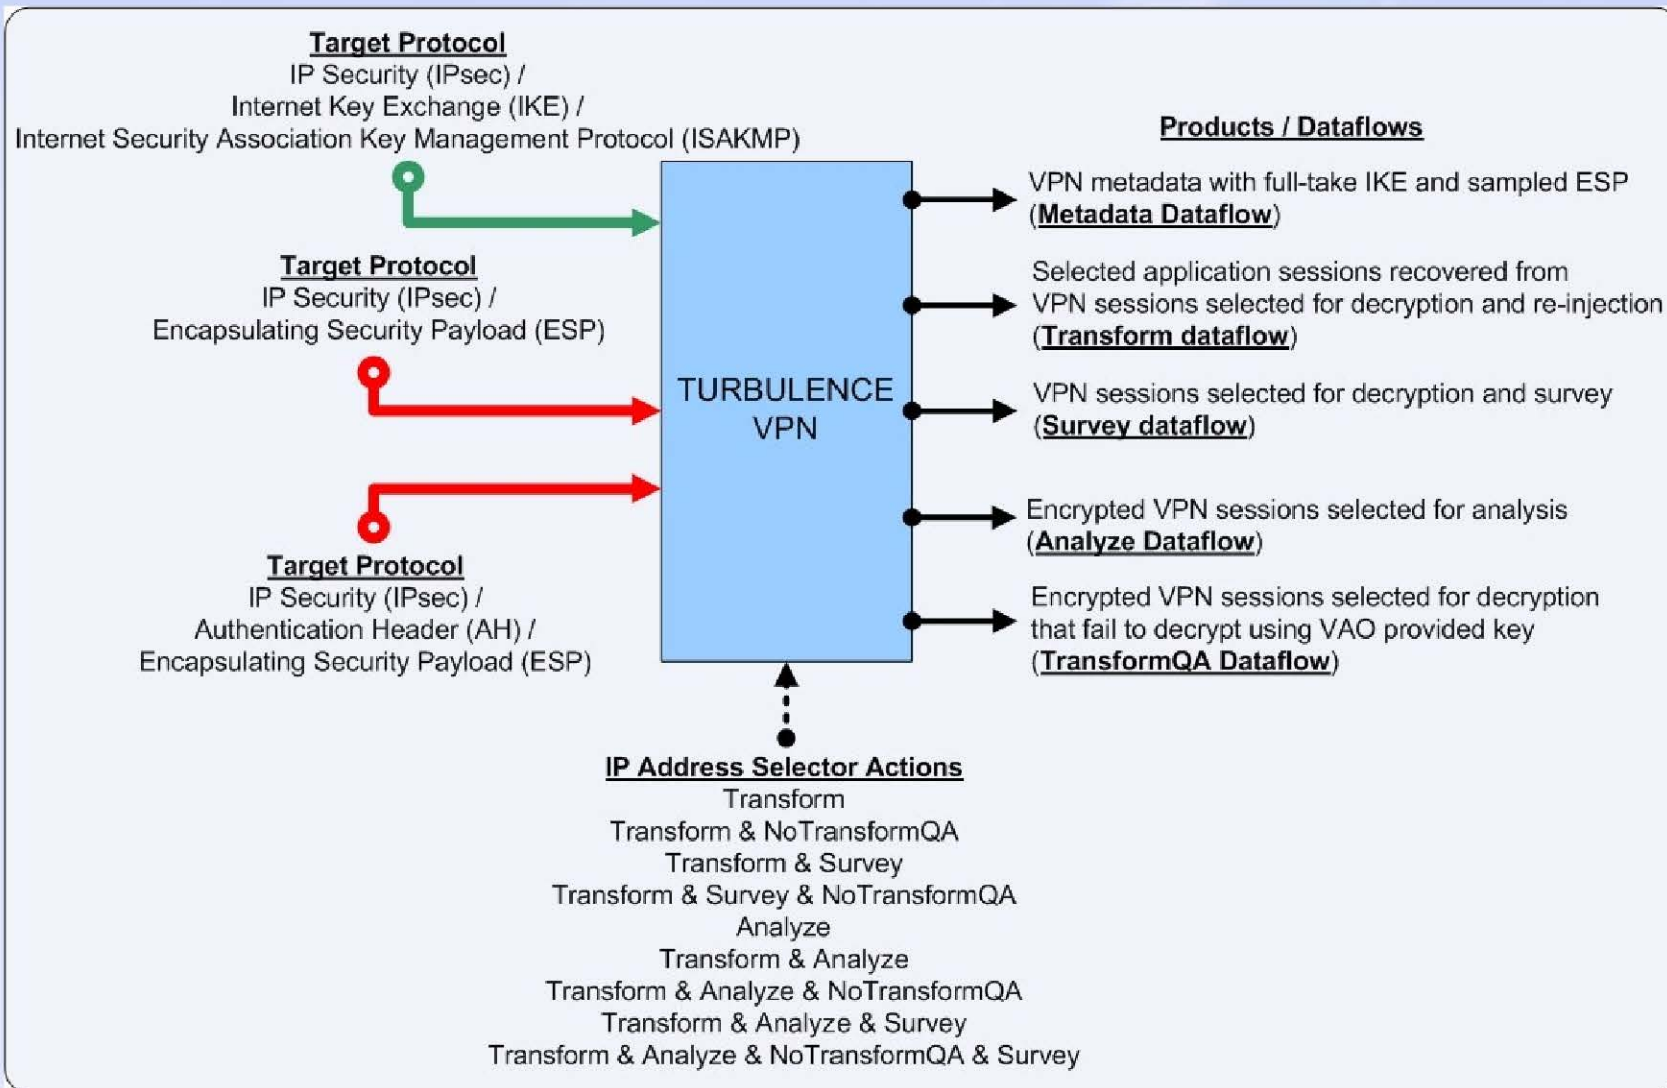 Target Protocol
IP Security (IPsec) /
Internet Key Exchange (IKE) /
Internet Security Association Key Management Protocol (ISAKMP)
Target Protocol
IP Security (IPsec) /
Encapsulating Security Payload (ESP)
Target Protocol
IP Security (IPsec) /
Authentication Header (AH) /
Encapsulating Security Payload (ESP)
TURBULENCE
VPN
Products / Dataflows
VPN metadata with full-take IKE and sampled ESP
(Metadata Dataflow)
Selected application sessions recovered from
VPN sessions selected for decryption and re-injection
(Transform dataflow)
VPN sessions selected for decryption and survey
(Survey dataflow)
Encrypted VPN sessions selected for analysis
(Analyze Dataflow)
Encrypted VPN sessions selected for decryption
that fail to decrypt using VAO provided key
(TransformQA Dataflow)
IP Address Selector Actions
Transform
Transform & NoTransformQA
Transform & Survey
Transform & Survey & NoTransformQA
Analyze
Transform & Analyze
Transform & Analyze & NoTransformQA
Transform & Analyze & Survey
Transform & Analyze & NoTransformQA & Survey